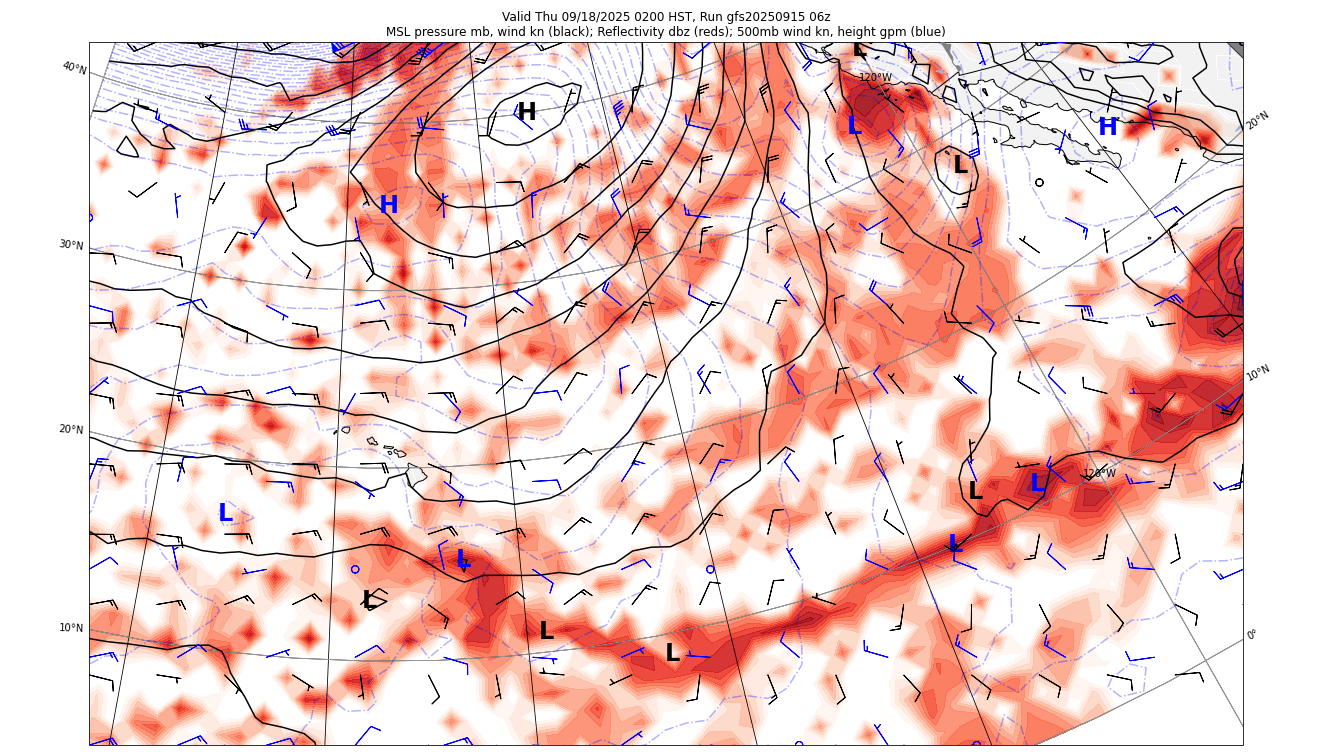 Valid Thu 09/18/2025 0200 HST, Run gfs20250915 06z
MSL pressure mb, wind kn (black); Reflectivity dbz (reds); 500mb wind kn, height gpm (blue)
L
40°N
120°W
H
L
H
20°N
L
H
30°N
10°N
20°N
120°W
L
L
L
L
L
L
10°N
L
0°
L